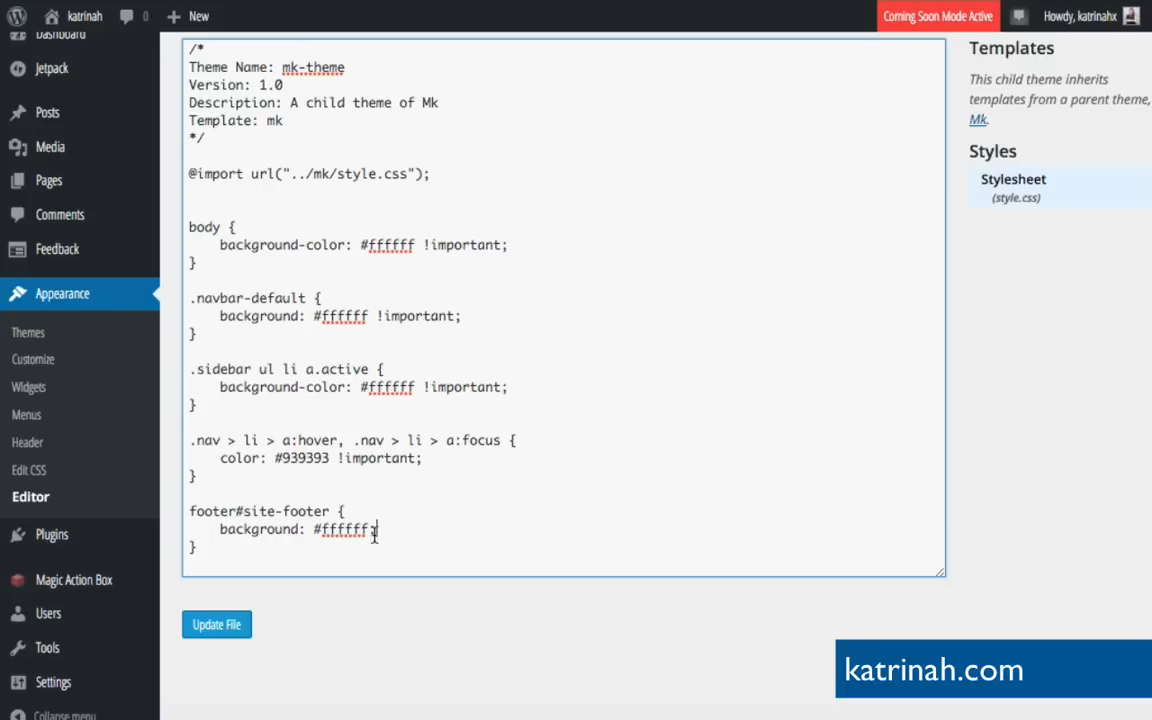 katrinah
0
New
Coming Soon Mode Active
Howdy, katrinahx
Dashboard
Jetpack
Posts
Media
Pages
Comments
Feedback
Appearance
Themes
Customize
Widgets
Menus
Header
Edit CSS
Editor
Plugins
Magic Action Box
Users
Tools
Settings
Collapse menu
/*
Theme Name: mk-theme
Version: 1.0
Description: A child theme of Mk
Template: mk
*/
@import url("../mk/style.css");
body {
background-color: #ffffff !important;
}
.navbar-default {
background: #ffffff !important;
}
.sidebar ul li a.active {
background-color: #ffffff !important;
}
.nav > li > a:hover, .nav > li > a:focus {
color: #939393 !important;
}
footer#site-footer {
background: #ffffff;
}
Update File
Templates
This child theme inherits
templates from a parent theme,
Mk.
Styles
Stylesheet
(style.css)
katrinah.com